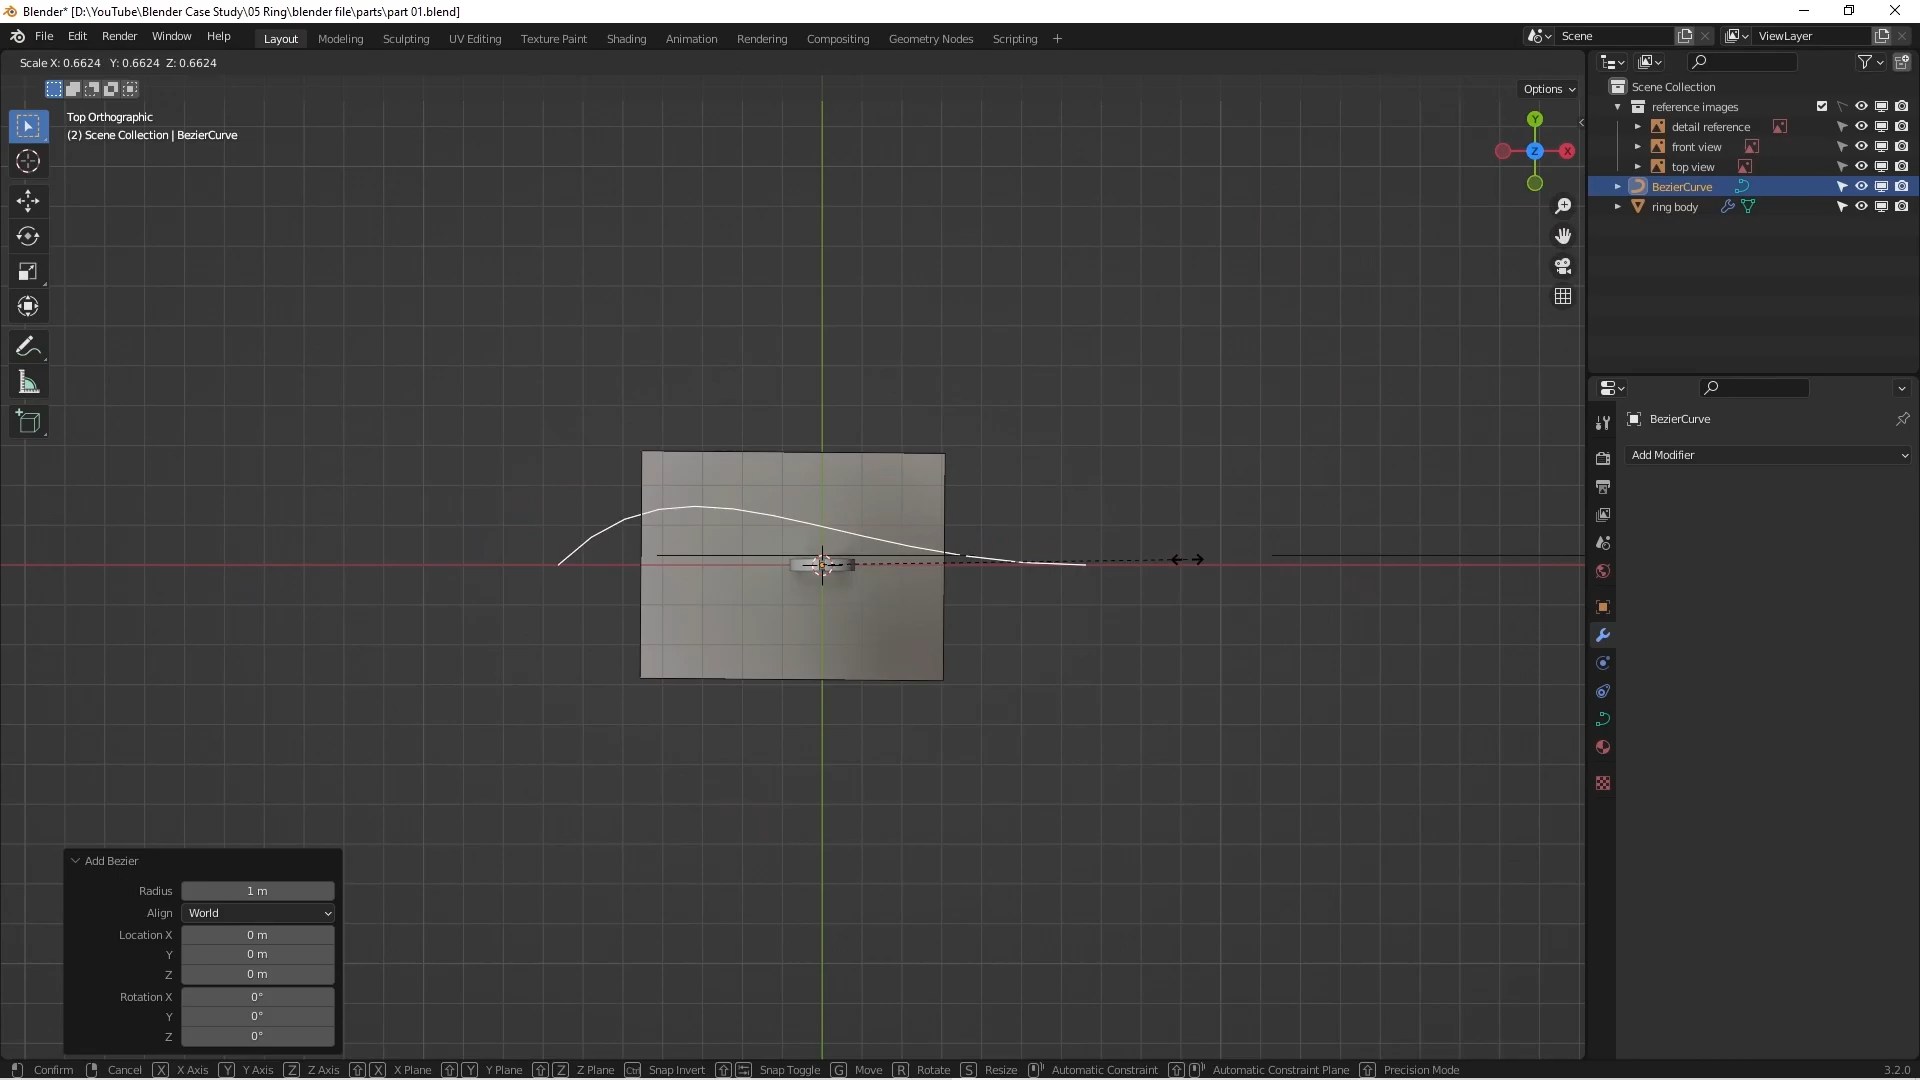 Blender* [D:\YouTube\Blender Case Study\05 Ring\blender file\parts\part 01.blend]
File Edit Render Window Help Layout Modeling Sculpting UV Editing Texture Paint Shading Animation Rendering Compositing Geometry Nodes Scripting + Scene ViewLayer
Scale X: 0.6624 Y: 0.6624 Z: 0.6624
Options
Top Orthographic
(2) Scene Collection | BezierCurve
Y
Z
X
Scene Collection
reference images
detail reference
front view
top view
BezierCurve
ring body
BezierCurve
Add Modifier
Add Bezier
Radius 1 m
Align World
Location X 0 m
Y 0 m
Z 0 m
Rotation X 0°
Y 0°
Z 0°
Confirm Cancel X X Axis Y Y Axis Z Z Axis X X Plane Y Y Plane Z Z Plane Ctrl Snap Invert Snap Toggle G Move R Rotate S Resize Automatic Constraint Automatic Constraint Plane Precision Mode 3.2.0